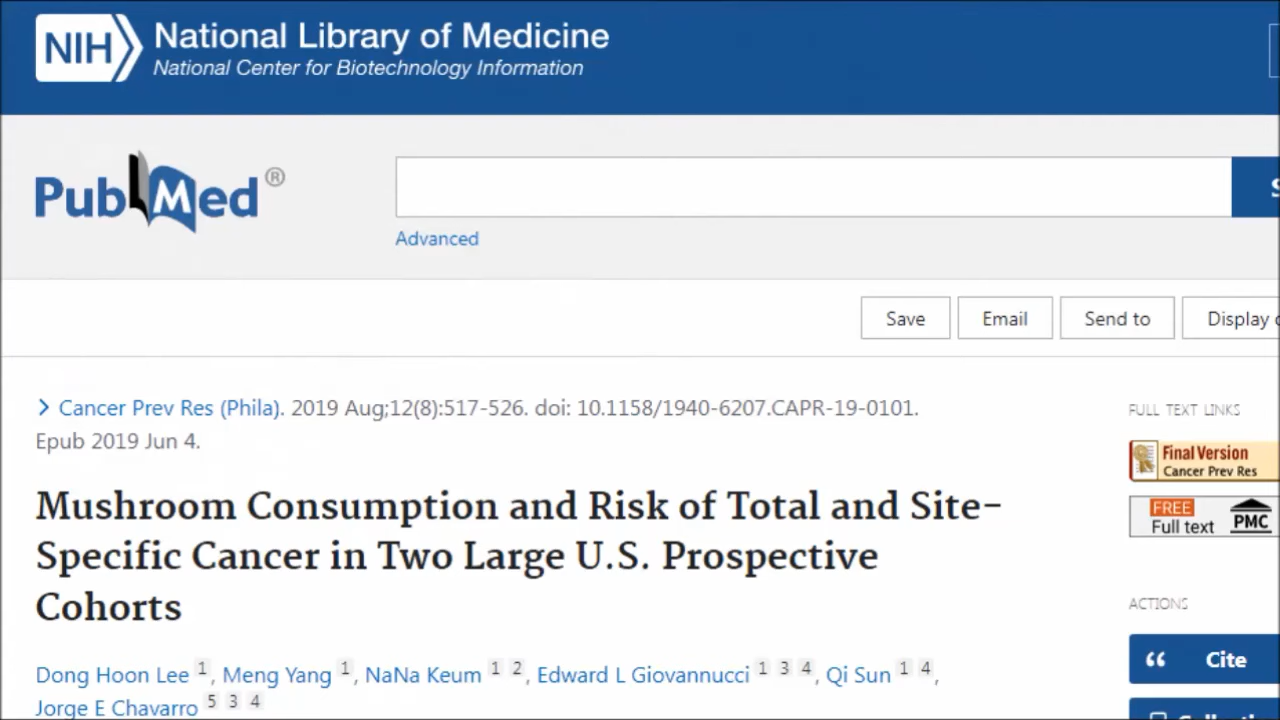 NIH National Library of Medicine
National Center for Biotechnology Information
PubMed®
Advanced
Save Email Send to Display
> Cancer Prev Res (Phila). 2019 Aug;12(8):517-526. doi: 10.1158/1940-6207.CAPR-19-0101.
Epub 2019 Jun 4.
Mushroom Consumption and Risk of Total and Site-
Specific Cancer in Two Large U.S. Prospective
Cohorts
Dong Hoon Lee 1, Meng Yang 1, NaNa Keum 1 2, Edward L Giovannucci 1 3 4, Qi Sun 1 4,
Jorge E Chavarro 5 3 4
FULL TEXT LINKS
Final Version
Cancer Prev Res
FREE
Full text PMC
ACTIONS
“ Cite